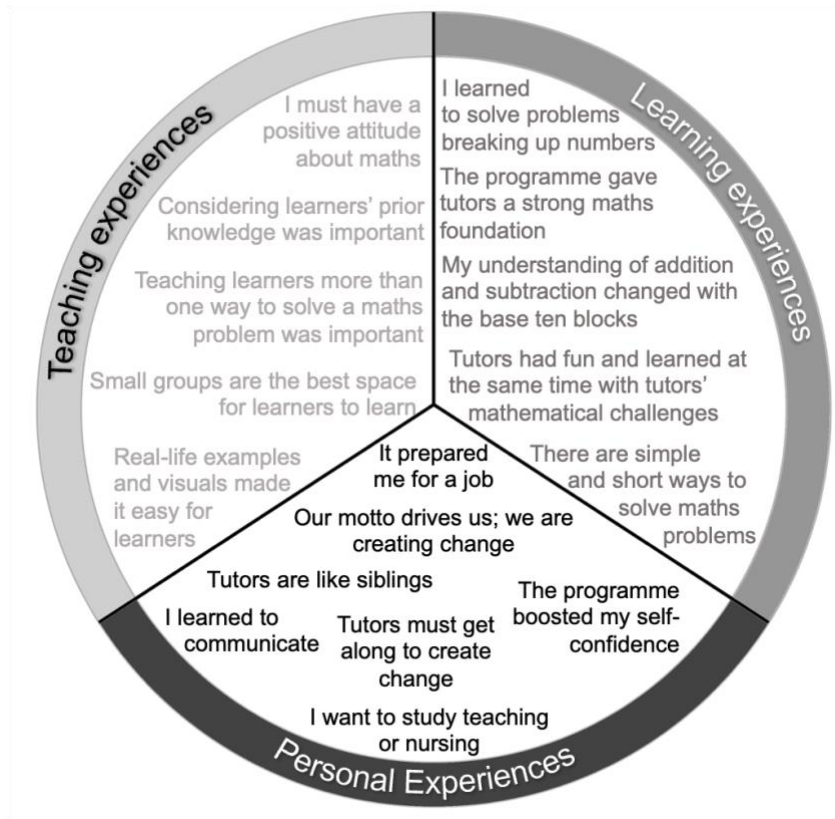 Teaching experiences
I must have a
positive attitude
about maths
Considering learners’ prior
knowledge was important
Teaching learners more than
one way to solve a maths
problem was important
Small groups are the best space
for learners to learn
Real-life examples
and visuals made
it easy for
learners
Learning experiences
I learned
to solve problems
breaking up numbers
The programme gave
tutors a strong maths
foundation
My understanding of addition
and subtraction changed with
the base ten blocks
Tutors had fun and learned at
the same time with tutors’
mathematical challenges
There are simple
and short ways to
solve maths
problems
It prepared
me for a job
Our motto drives us; we are
creating change
Tutors are like siblings
I learned to
communicate
Tutors must get
along to create
change
The programme
boosted my self-
confidence
I want to study teaching
or nursing
Personal Experiences